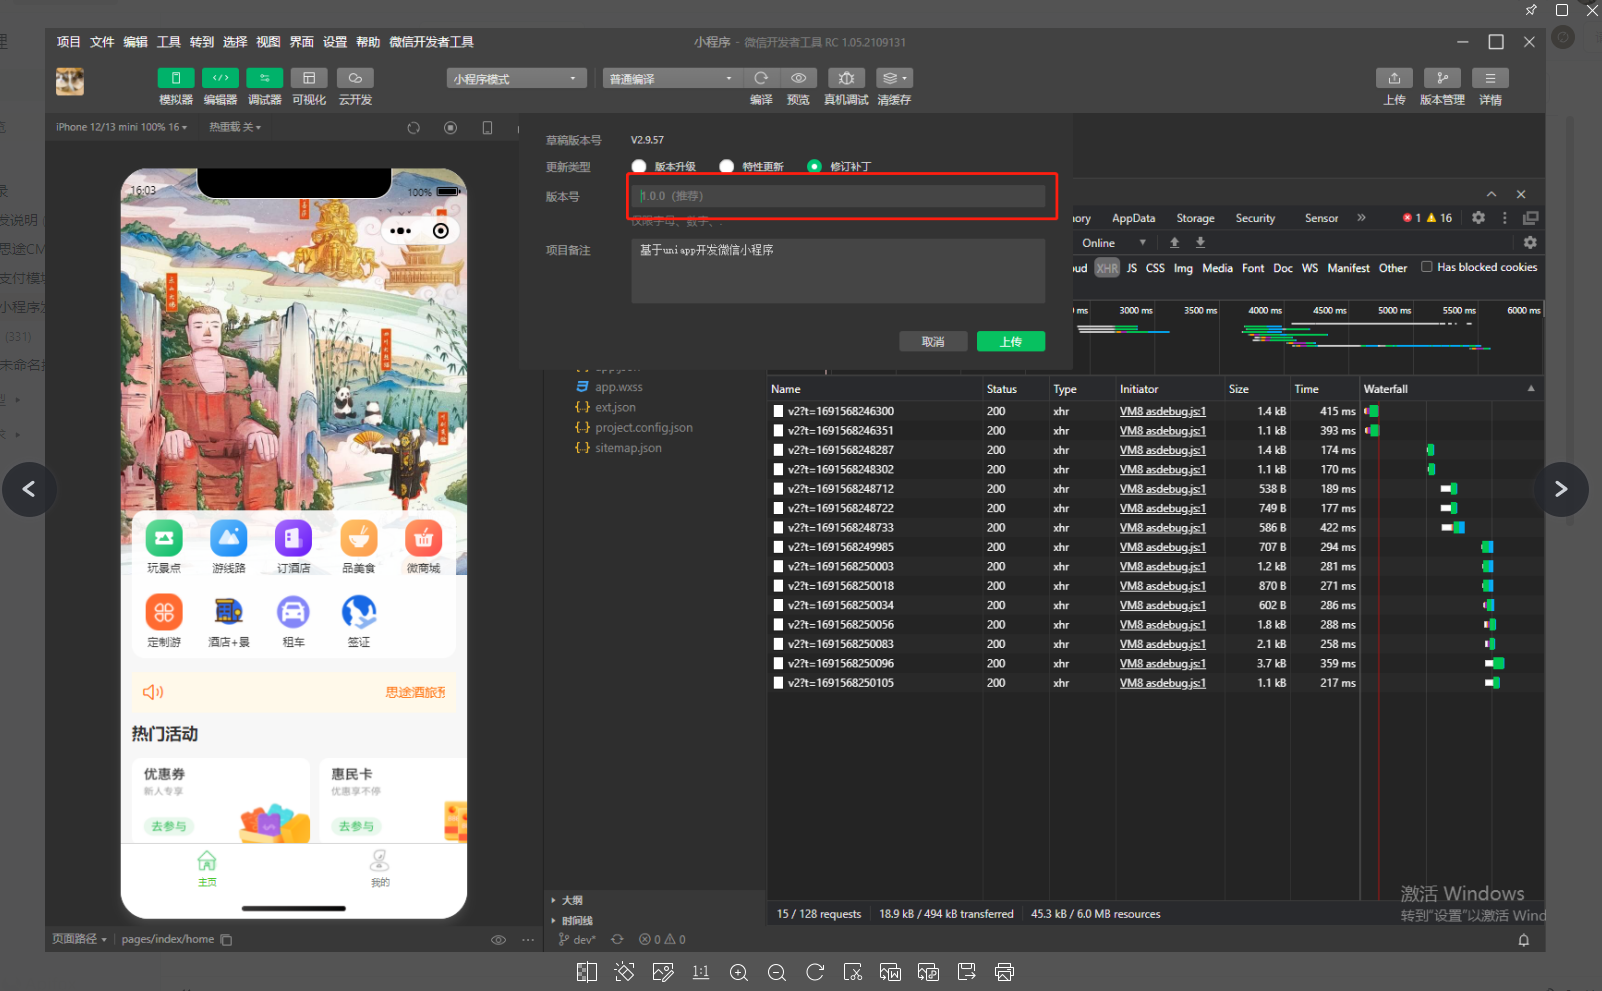 项目 文件 编辑 工具 转到 选择 视图 界面 设置 帮助 微信开发者工具
小程序 - 微信开发者工具 RC 1.05.2109131
模拟器 编辑器 调试器 可视化 云开发
小程序模式
普通编译
编译 预览 真机调试 清缓存
上传 版本管理 详情
iPhone 12/13 mini 100% 16
热重载 关
草稿版本号 V2.9.57
更新类型 版本升级 特性更新 修订补丁
版本号 1.0.0（推荐）
仅限字母、数字、.
项目备注 基于uniapp开发微信小程序
取消 上传
16:03
100%
玩景点 游线路 订酒店 品美食 微商城
定制游 酒店+景 租车 签证
思途酒旅预
热门活动
优惠券
新人专享
去参与
惠民卡
优惠享不停
去参与
主页 我的
页面路径 pages/index/home
app.json
app.wxss
ext.json
project.config.json
sitemap.json
大纲
时间线
dev*
0 0
ory AppData Storage Security Sensor
1 16
Online
ud XHR JS CSS Img Media Font Doc WS Manifest Other Has blocked cookies
ms 3000 ms 3500 ms 4000 ms 4500 ms 5000 ms 5500 ms 6000 ms
Name Status Type Initiator Size Time Waterfall
v2?t=1691568246300 200 xhr VM8 asdebug.js:1 1.4 kB 415 ms
v2?t=1691568246351 200 xhr VM8 asdebug.js:1 1.1 kB 393 ms
v2?t=1691568248287 200 xhr VM8 asdebug.js:1 1.4 kB 174 ms
v2?t=1691568248302 200 xhr VM8 asdebug.js:1 1.1 kB 170 ms
v2?t=1691568248712 200 xhr VM8 asdebug.js:1 538 B 189 ms
v2?t=1691568248722 200 xhr VM8 asdebug.js:1 749 B 177 ms
v2?t=1691568248733 200 xhr VM8 asdebug.js:1 586 B 422 ms
v2?t=1691568249985 200 xhr VM8 asdebug.js:1 707 B 294 ms
v2?t=1691568250003 200 xhr VM8 asdebug.js:1 1.2 kB 281 ms
v2?t=1691568250018 200 xhr VM8 asdebug.js:1 870 B 271 ms
v2?t=1691568250034 200 xhr VM8 asdebug.js:1 602 B 286 ms
v2?t=1691568250056 200 xhr VM8 asdebug.js:1 1.8 kB 288 ms
v2?t=1691568250083 200 xhr VM8 asdebug.js:1 2.1 kB 258 ms
v2?t=1691568250096 200 xhr VM8 asdebug.js:1 3.7 kB 359 ms
v2?t=1691568250105 200 xhr VM8 asdebug.js:1 1.1 kB 217 ms
15 / 128 requests 18.9 kB / 494 kB transferred 45.3 kB / 6.0 MB resources
激活 Windows
转到"设置"以激活 Wind
发说明
思途CM
支付模块
小程序发
(331)
未命名接
1:1